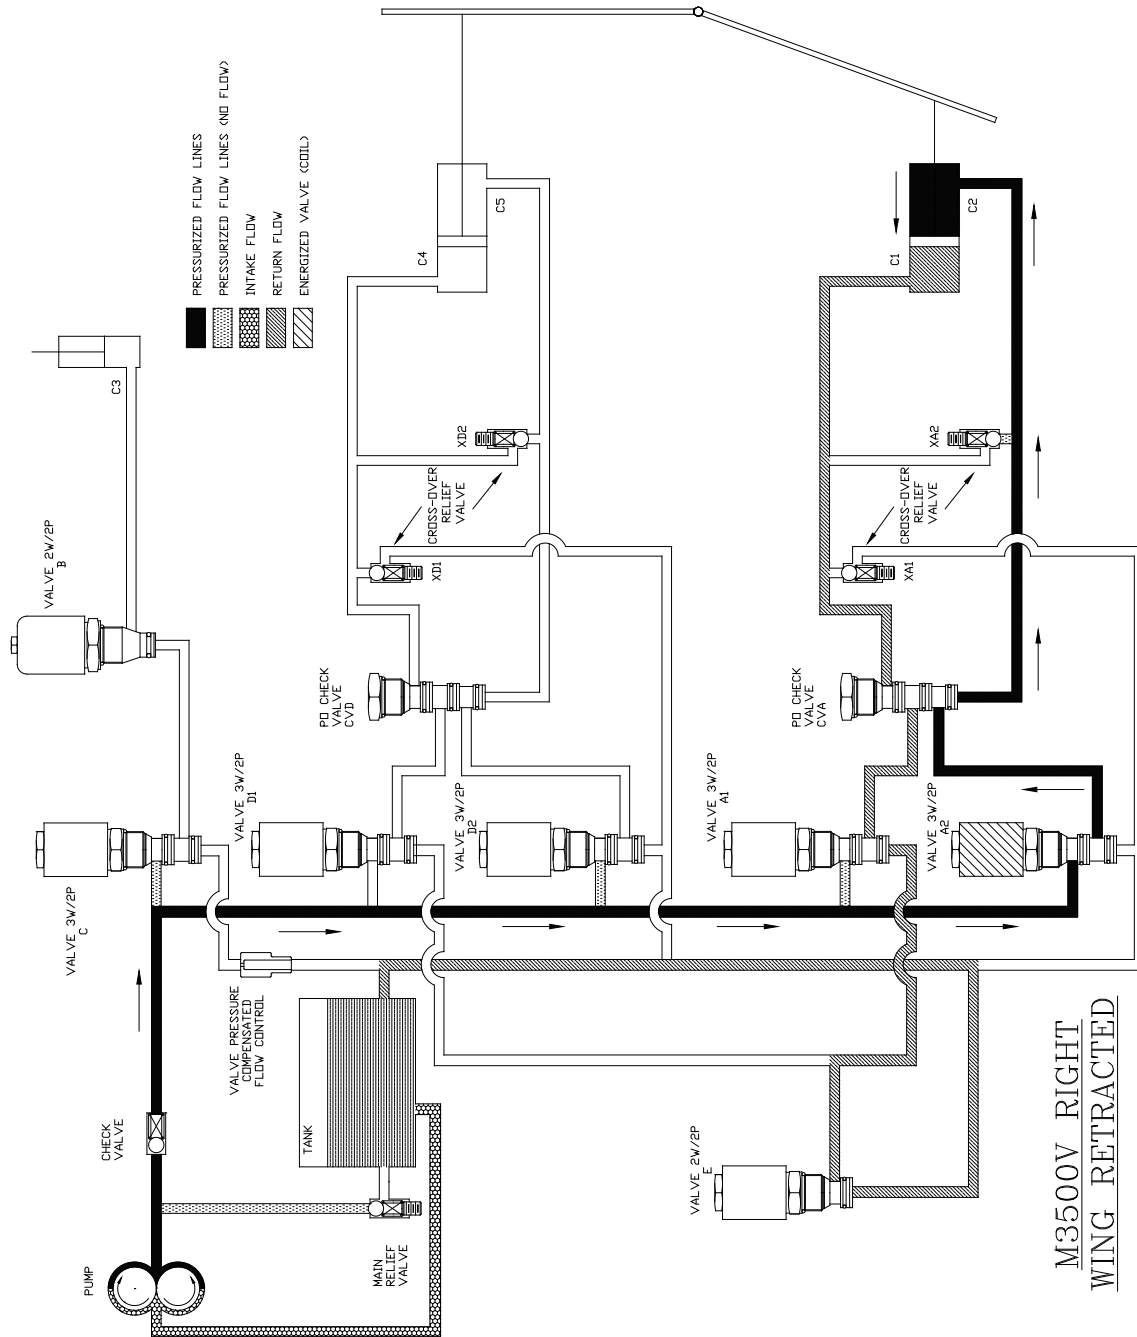 PRESSURIZED FLOW LINES
PRESSURIZED FLOW LINES (NO FLOW)
INTAKE FLOW
RETURN FLOW
ENERGIZED VALVE (COIL)
C3
C4
C5
C1
C2
VALVE 2W/2P
B
XD2
CROSS-OVER
RELIEF
VALVE
XD1
XA2
CROSS-OVER
RELIEF
VALVE
XA1
PO CHECK
VALVE
CVD
PO CHECK
VALVE
CVA
VALVE 3W/2P
C
VALVE 3W/2P
D1
VALVE 3W/2P
D2
VALVE 3W/2P
A1
VALVE 3W/2P
A2
VALVE PRESSURE
COMPENSATED
FLOW CONTROL
CHECK
VALVE
TANK
VALVE 2W/2P
E
PUMP
MAIN
RELIEF
VALVE
M3500V RIGHT
WING RETRACTED